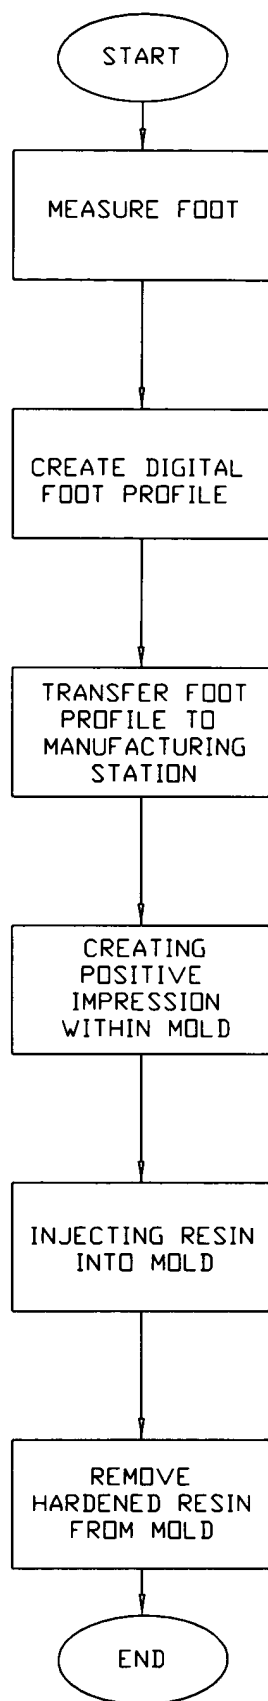 START
MEASURE FOOT
CREATE DIGITAL
FOOT PROFILE
TRANSFER FOOT
PROFILE TO
MANUFACTURING
STATION
CREATING
POSITIVE
IMPRESSION
WITHIN MOLD
INJECTING RESIN
INTO MOLD
REMOVE
HARDENED RESIN
FROM MOLD
END